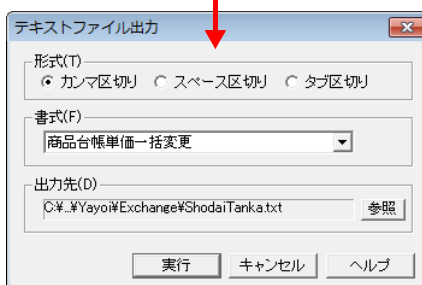 テキストファイル出力
形式(T)
カンマ区切り スペース区切り タブ区切り
書式(F)
商品台帳単価一括変更
出力先(D)
C:¥...¥Yayoi¥Exchange¥ShodaiTanka.txt 参照
実行 キャンセル ヘルプ